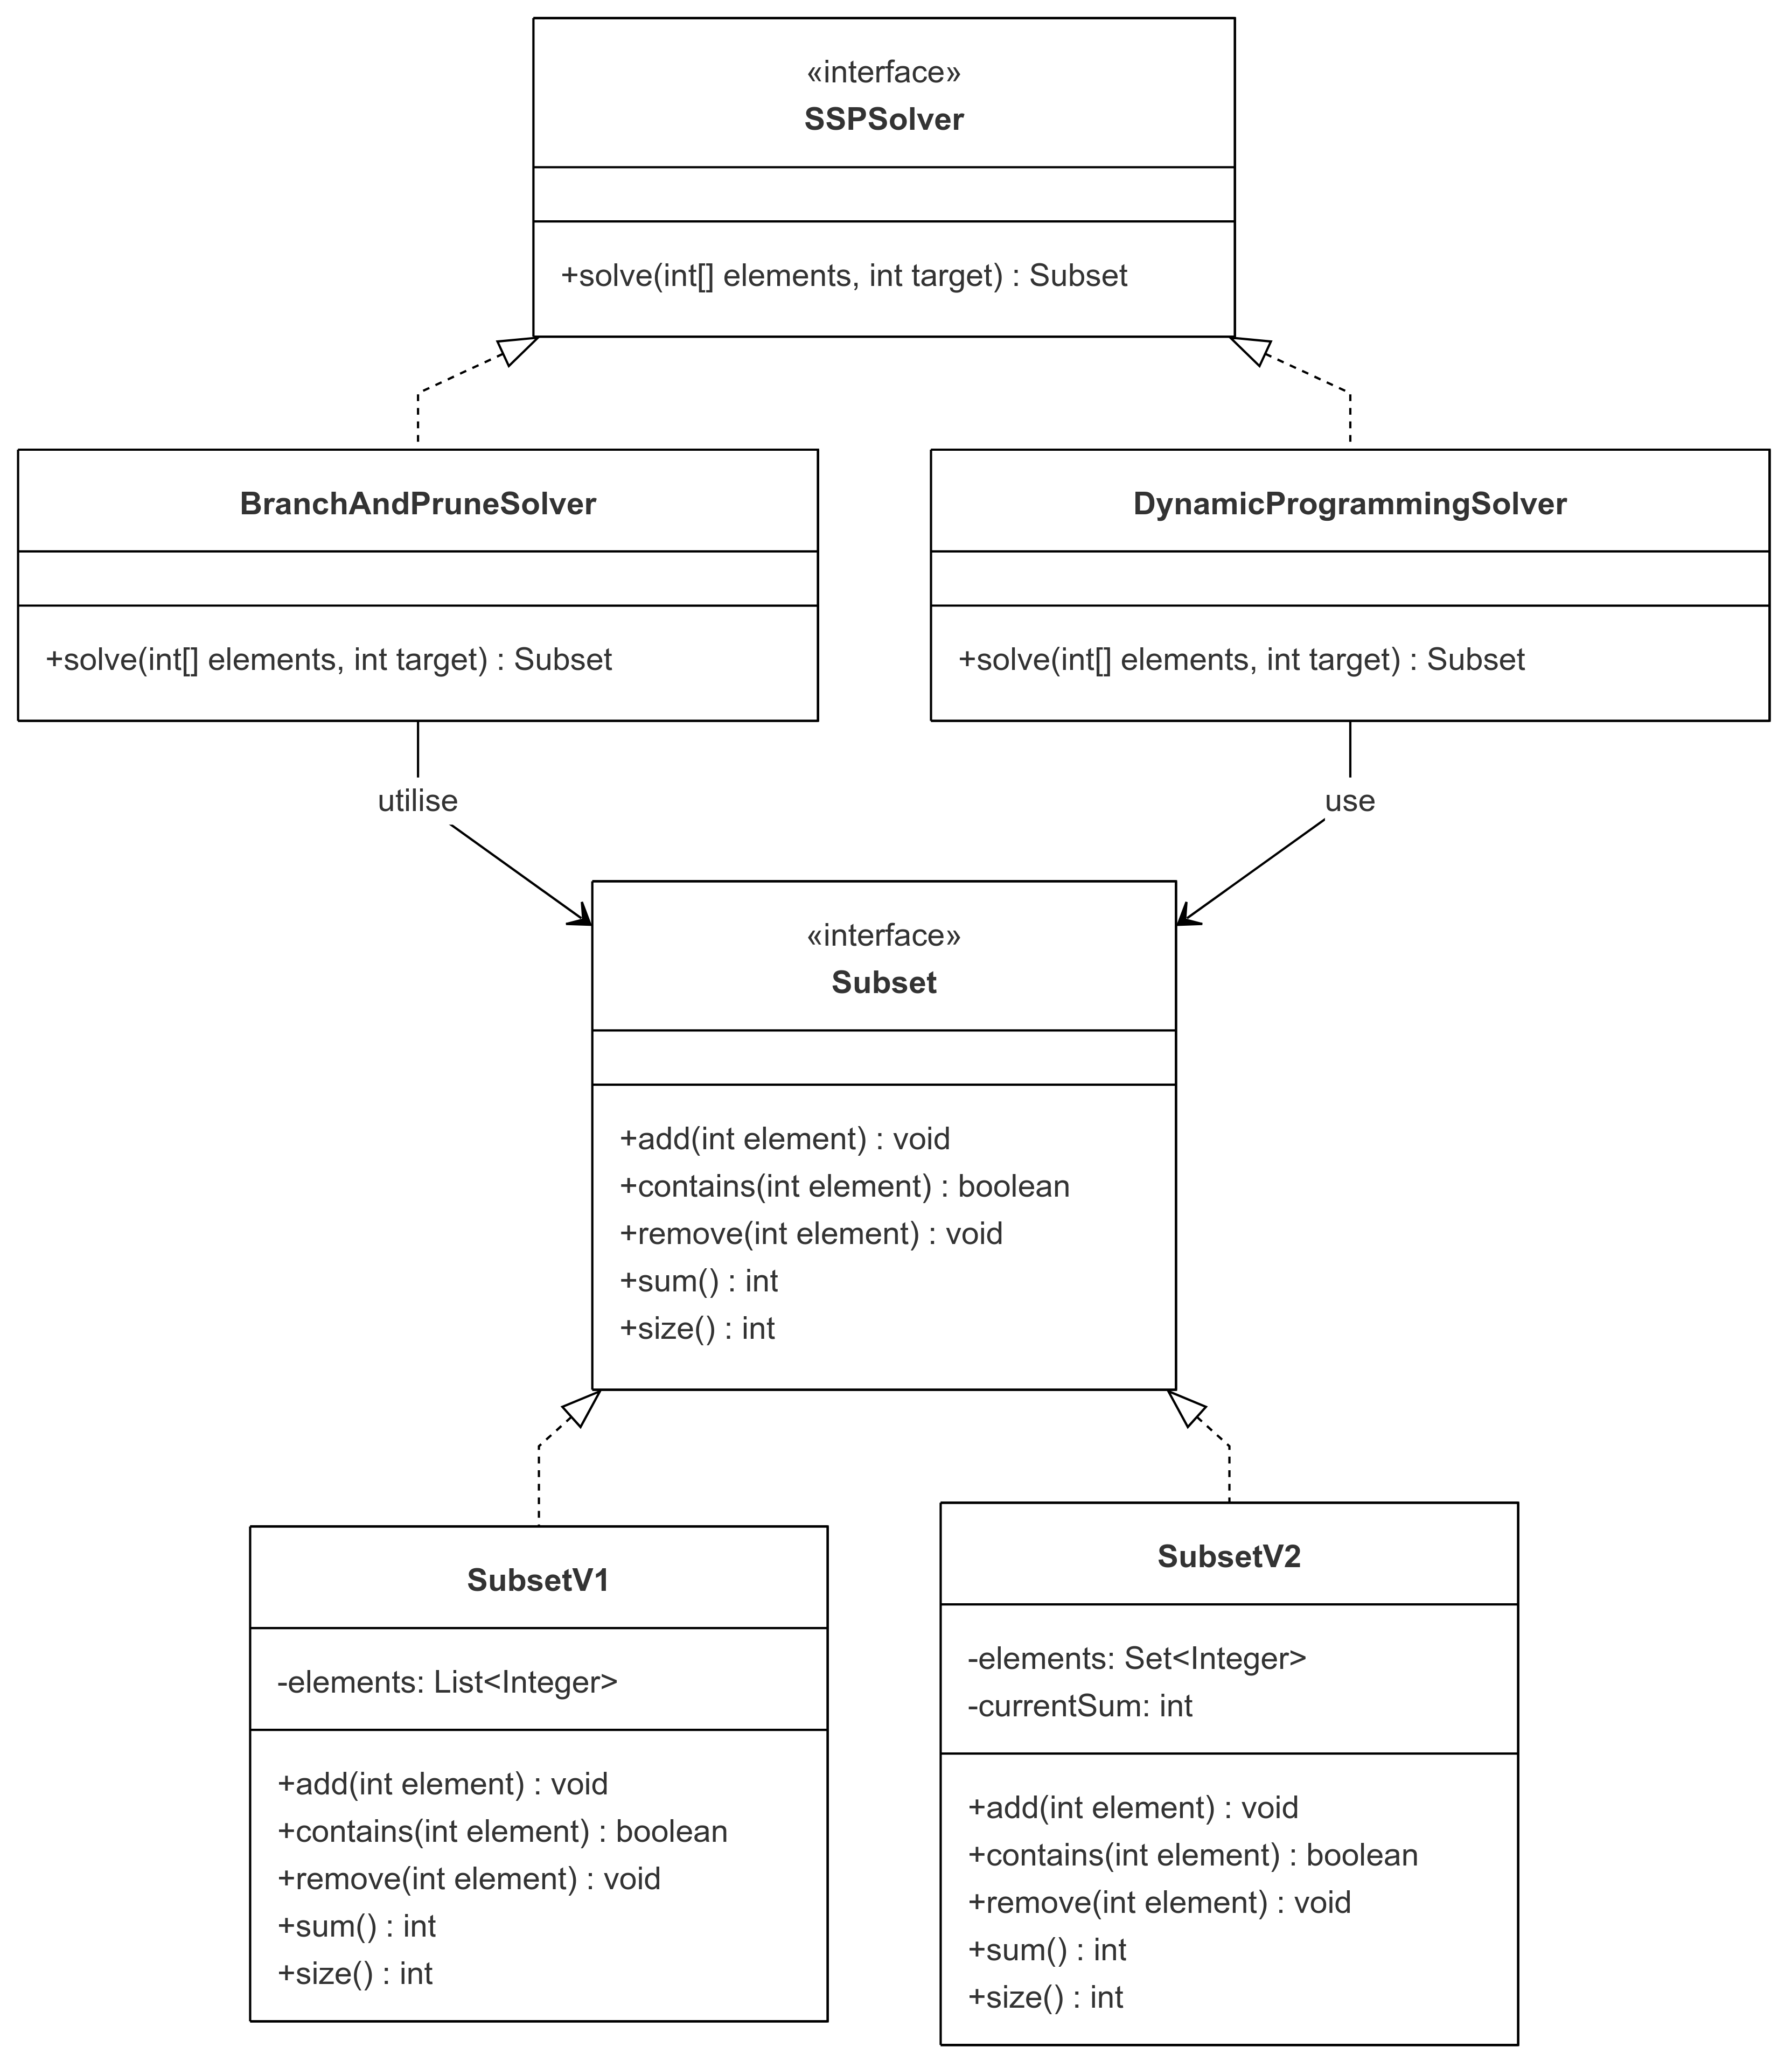 «interface»
SSPSolver
+solve(int[] elements, int target) : Subset
BranchAndPruneSolver
+solve(int[] elements, int target) : Subset
DynamicProgrammingSolver
+solve(int[] elements, int target) : Subset
utilise
use
«interface»
Subset
+add(int element) : void
+contains(int element) : boolean
+remove(int element) : void
+sum() : int
+size() : int
SubsetV1
-elements: List<Integer>
+add(int element) : void
+contains(int element) : boolean
+remove(int element) : void
+sum() : int
+size() : int
SubsetV2
-elements: Set<Integer>
-currentSum: int
+add(int element) : void
+contains(int element) : boolean
+remove(int element) : void
+sum() : int
+size() : int